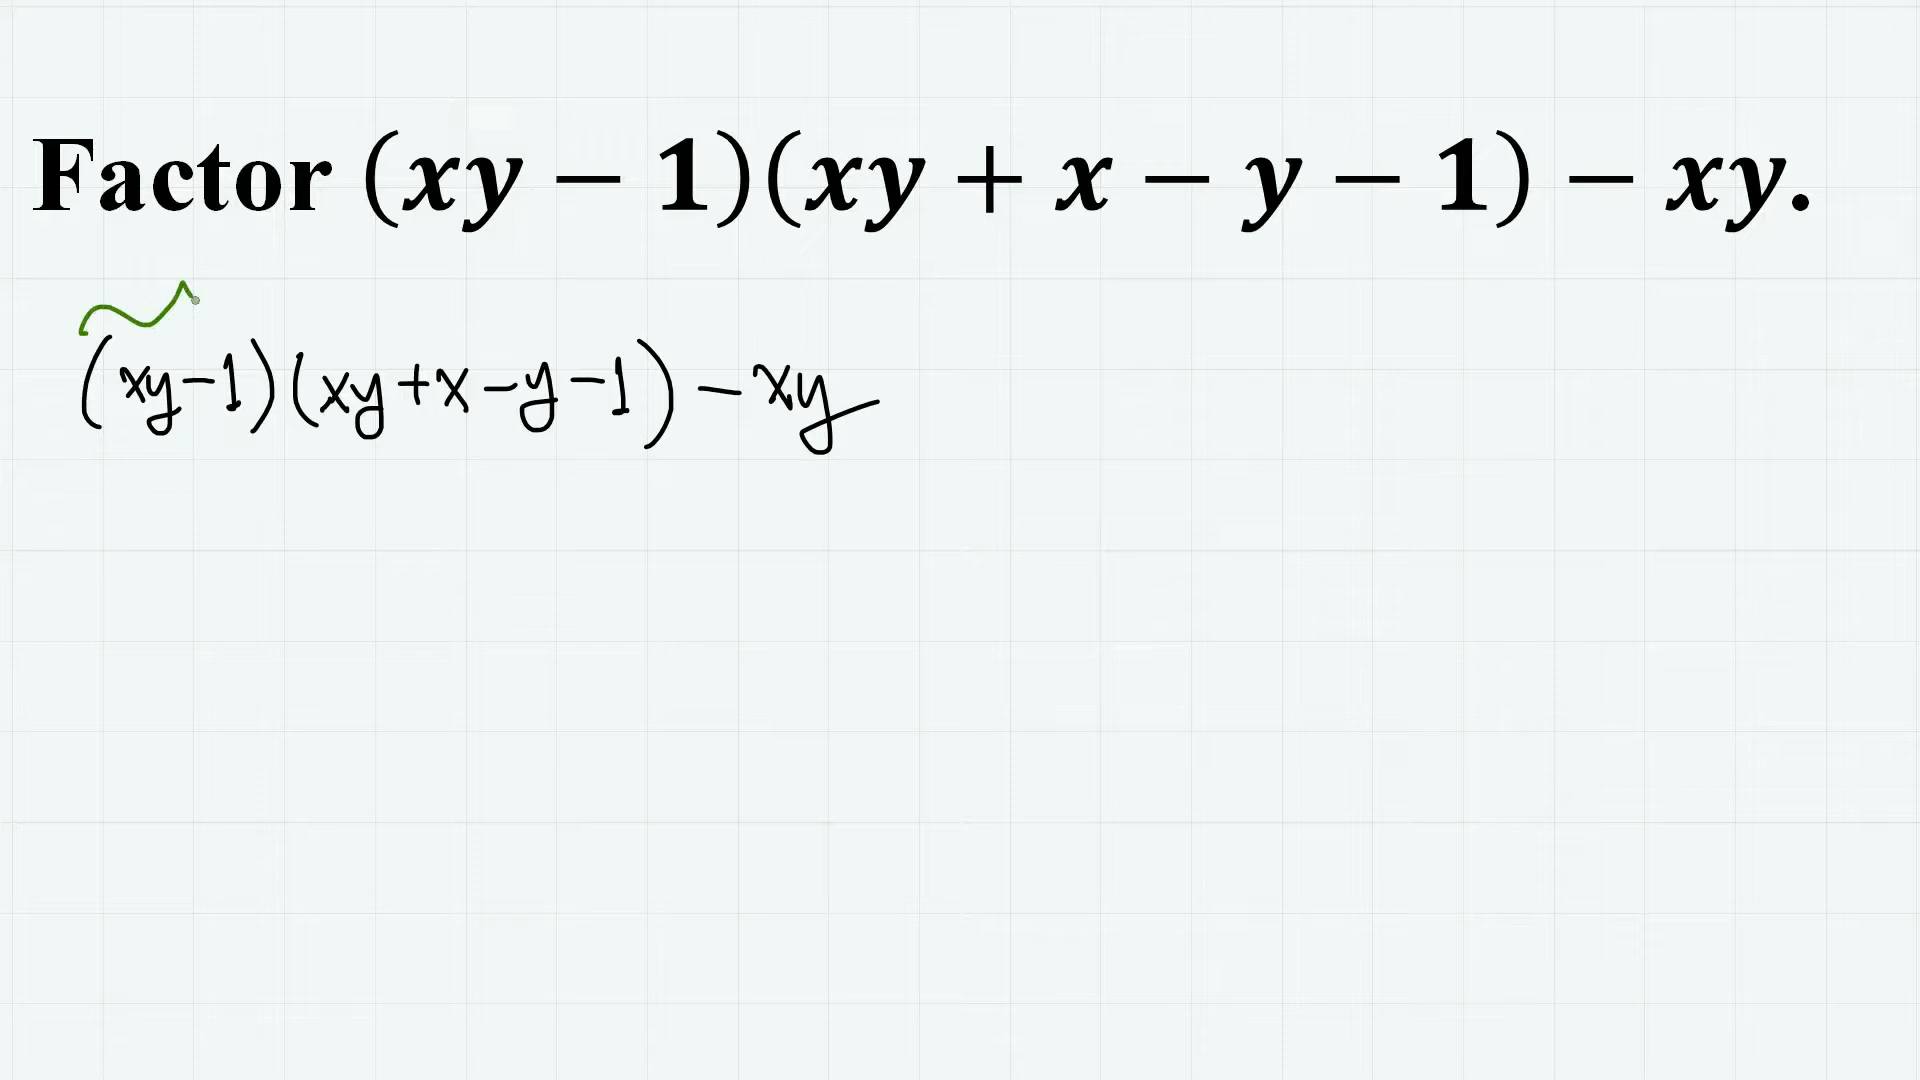 Factor (xy − 1)(xy + x − y − 1) − xy.
(xy−1)(xy+x−y−1) − xy